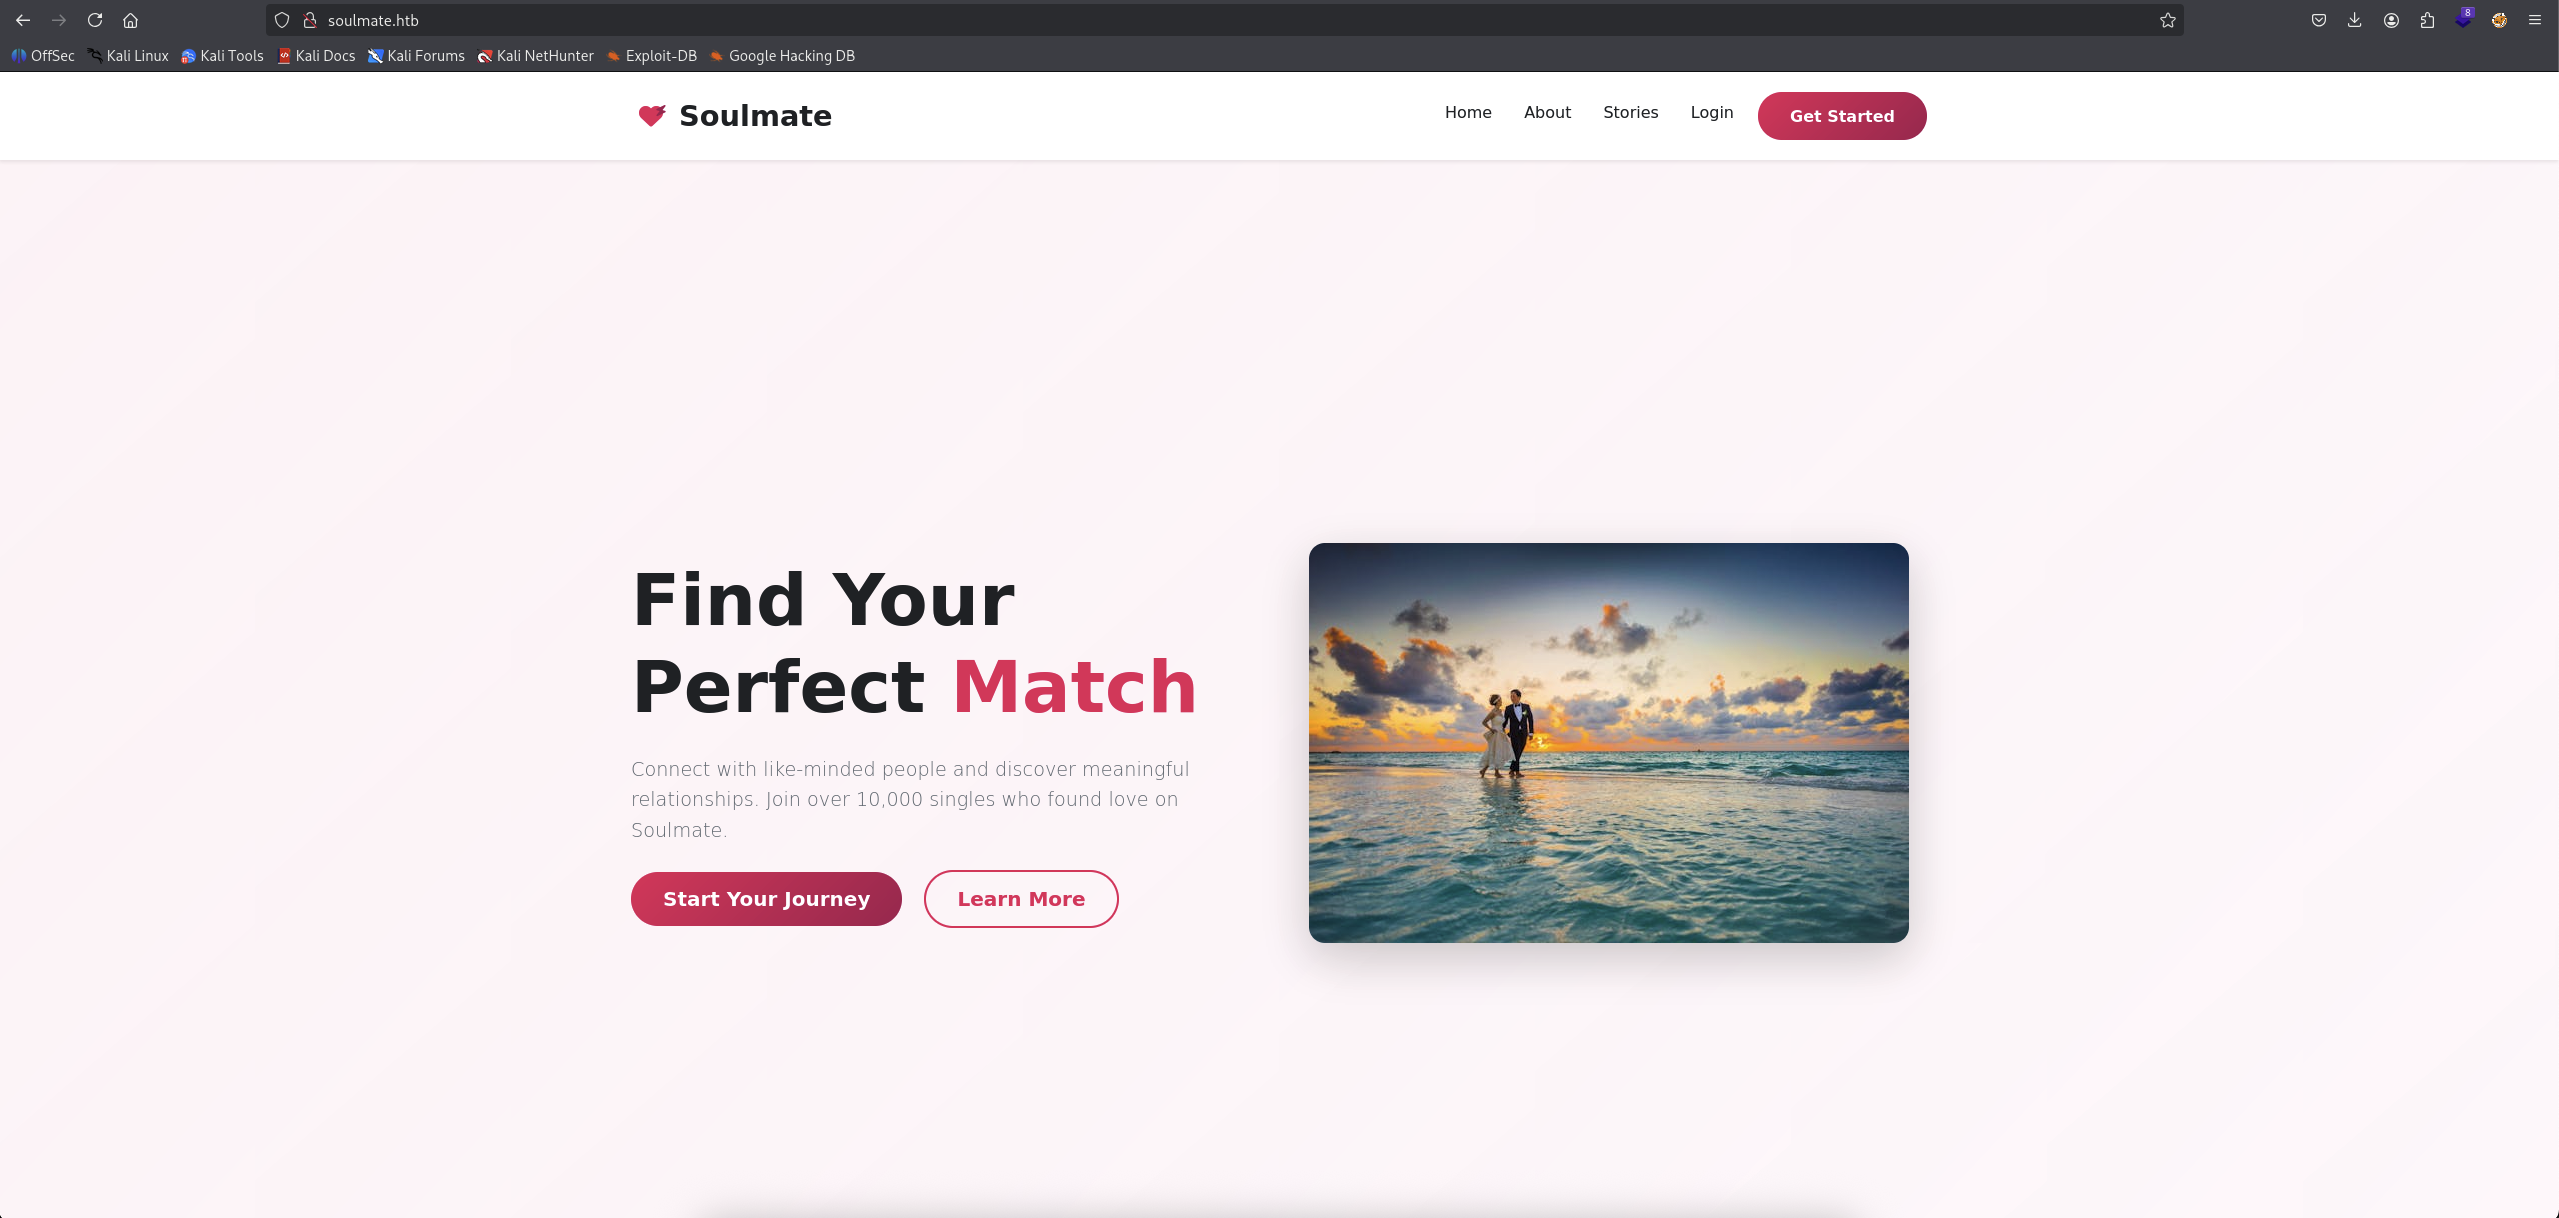 soulmate.htb
8
OffSec Kali Linux Kali Tools Kali Docs Kali Forums Kali NetHunter Exploit-DB Google Hacking DB
Soulmate Home About Stories Login Get Started
Find Your
Perfect Match
Connect with like-minded people and discover meaningful
relationships. Join over 10,000 singles who found love on
Soulmate.
Start Your Journey Learn More